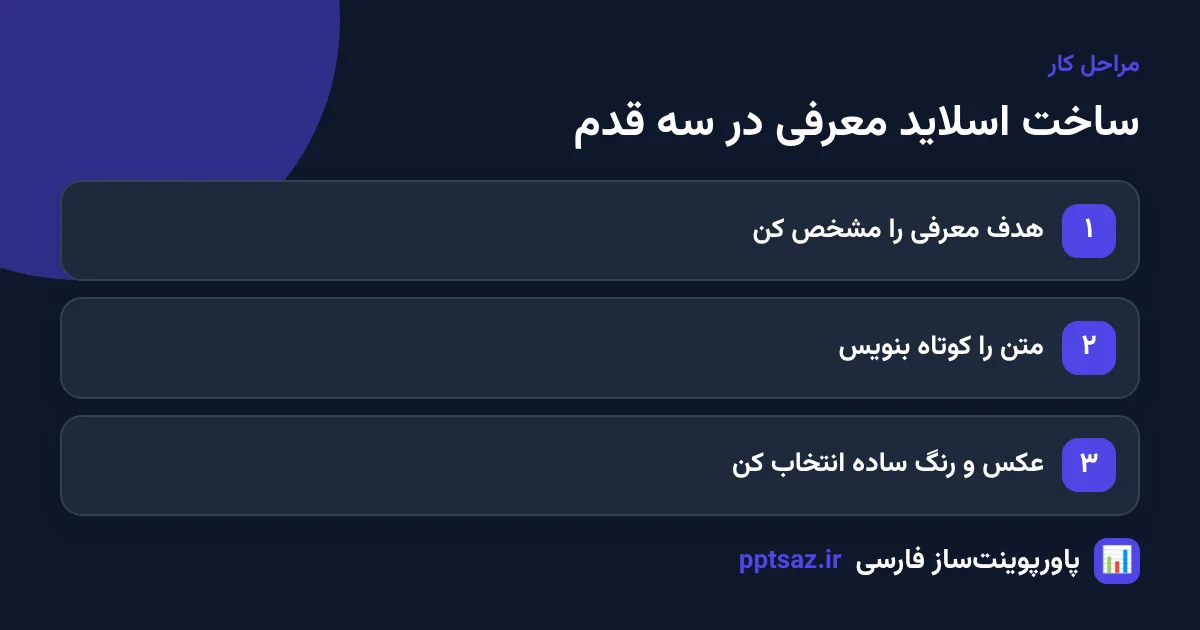 مراحل کار
ساخت اسلاید معرفی در سه قدم
۱ هدف معرفی را مشخص کن
۲ متن را کوتاه بنویس
۳ عکس و رنگ ساده انتخاب کن
پاورپوینت‌ساز فارسی pptsaz.ir